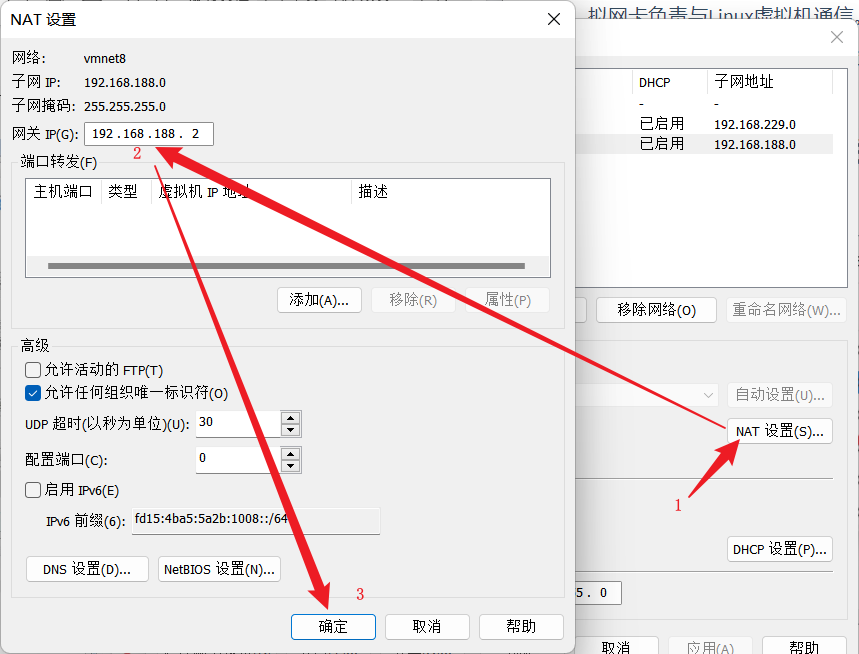 拟网卡负责与Linux虚拟机通信。
NAT 设置
网络: vmnet8
子网 IP: 192.168.188.0
子网掩码: 255.255.255.0
网关 IP(G): 192 . 168 . 188 . 2
2
端口转发(F)
主机端口 类型 虚拟机 IP 地址 描述
添加(A)... 移除(R) 属性(P)
高级
允许活动的 FTP(T)
允许任何组织唯一标识符(O)
UDP 超时(以秒为单位)(U): 30
配置端口(C): 0
启用 IPv6(E)
IPv6 前缀(6): fd15:4ba5:5a2b:1008::/64
DNS 设置(D)... NetBIOS 设置(N)...
3
确定 取消 帮助
DHCP 子网地址
- -
已启用 192.168.229.0
已启用 192.168.188.0
移除网络(O) 重命名网络(W)...
自动设置(U)...
NAT 设置(S)...
1
DHCP 设置(P)...
5 . 0
取消 应用(A) 帮助